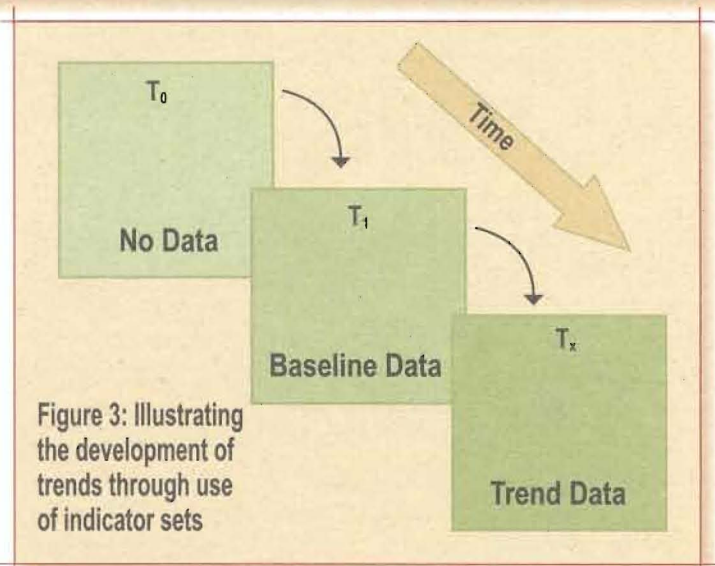 T₀
No Data
Time
T₁
Baseline Data
Tₓ
Trend Data
Figure 3: Illustrating
the development of
trends through use
of indicator sets